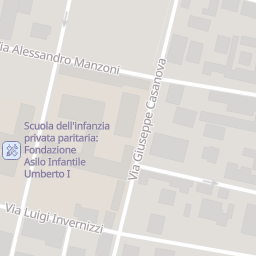 ia Alessandro Manzoni
Via Giuseppe Casanova
Scuola dell'infanzia
privata paritaria:
Fondazione
Asilo Infantile
Umberto I
Via Luigi Invernizzi